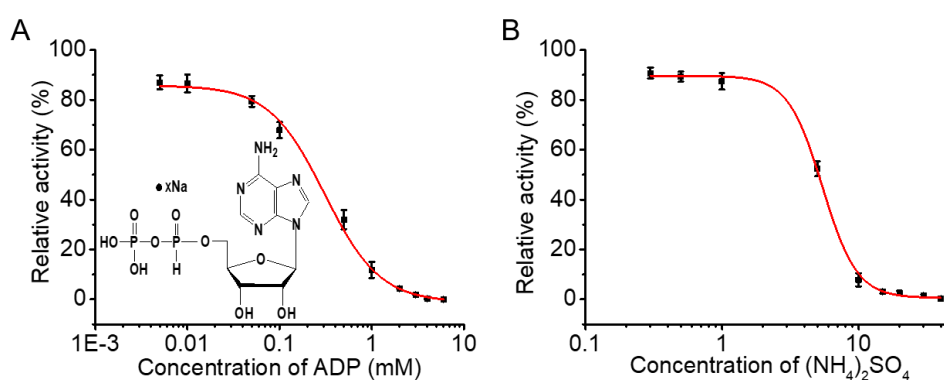 A
Relative activity (%)
100
80
60
40
20
0
1E-3
0.01
0.1
1
10
Concentration of ADP (mM)
NH₂
N
N
N
N
xNa
O
O
HO
P
O
P
O
OH
H
O
OH
OH
B
Relative activity (%)
100
80
60
40
20
0
0.1
1
10
Concentration of (NH₄)₂SO₄